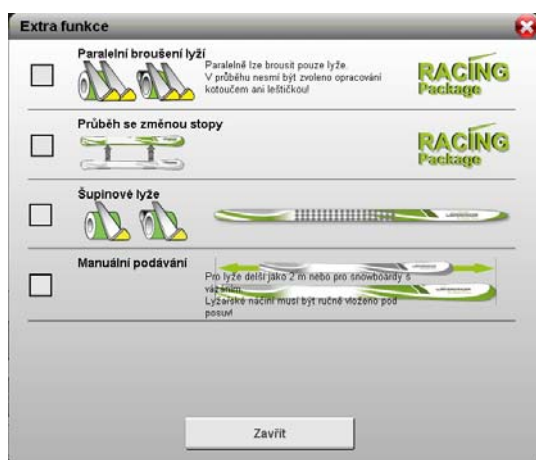 Extra funkce
Paralelní broušení lyží
Paralelně lze brousit pouze lyže.
V průběhu nesmí být zvoleno opracování
kotoučem ani leštičkou!
RACING
Package
Průběh se změnou stopy
RACING
Package
Šupinové lyže
Manuální podávání
Pro lyže delší jako 2 m nebo pro snowboardy s
vázáním.
Lyžařské náčiní musí být ručně vloženo pod
posuv!
Zavřít